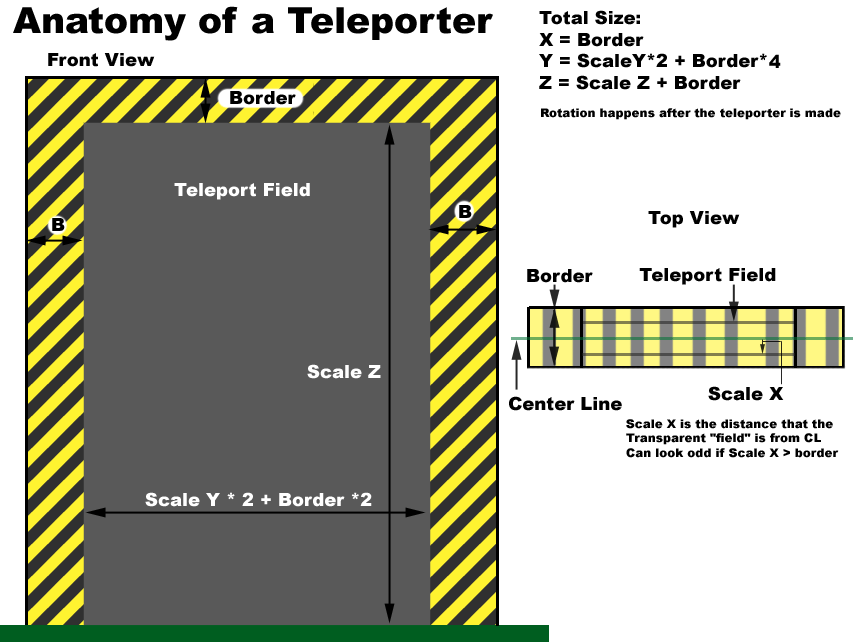 Anatomy of a Teleporter
Front View
Border
Teleport Field
B
B
Scale Z
Scale Y * 2 + Border *2
Total Size:
X = Border
Y = ScaleY*2 + Border*4
Z = Scale Z + Border
Rotation happens after the teleporter is made
Top View
Border
Teleport Field
Scale X
Center Line
Scale X is the distance that the
Transparent "field" is from CL
Can look odd if Scale X > border